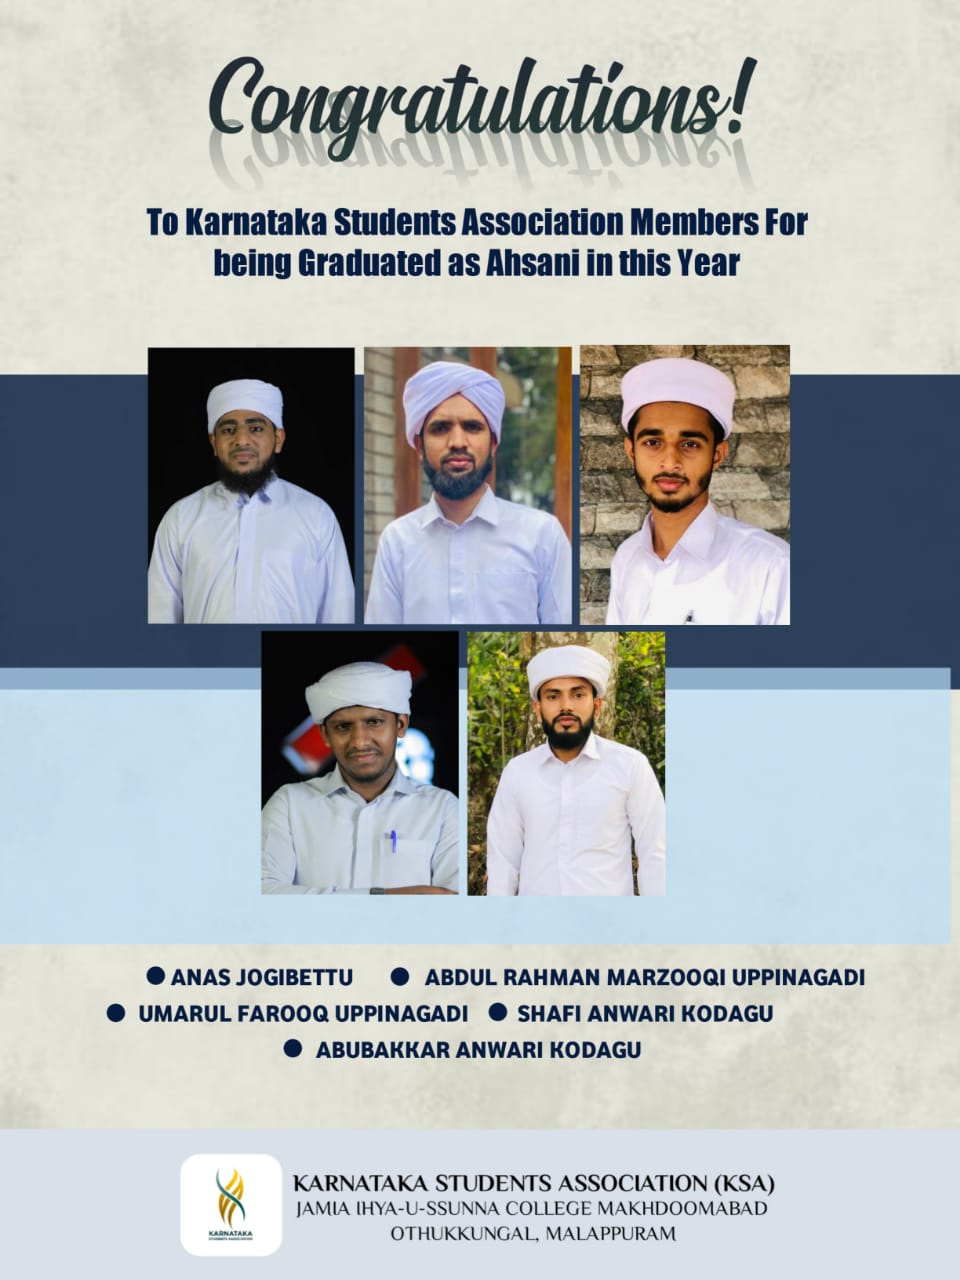 Congratulations!
To Karnataka Students Association Members For
being Graduated as Ahsani in this Year
● ANAS JOGIBETTU ● ABDUL RAHMAN MARZOOQI UPPINAGADI
● UMARUL FAROOQ UPPINAGADI ● SHAFI ANWARI KODAGU
● ABUBAKKAR ANWARI KODAGU
KARNATAKA
STUDENTS ASSOCIATION
KARNATAKA STUDENTS ASSOCIATION (KSA)
JAMIA IHYA-U-SSUNNA COLLEGE MAKHDOOMABAD
OTHUKKUNGAL, MALAPPURAM